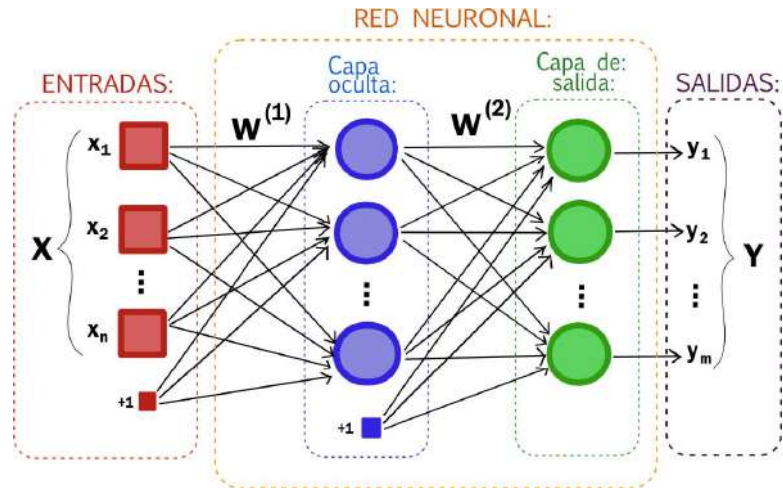 RED NEURONAL:
ENTRADAS:
Capa
oculta:
Capa de:
salida:
SALIDAS:
W(1)
W(2)
x1
x2
xn
X
+1
+1
y1
y2
ym
Y